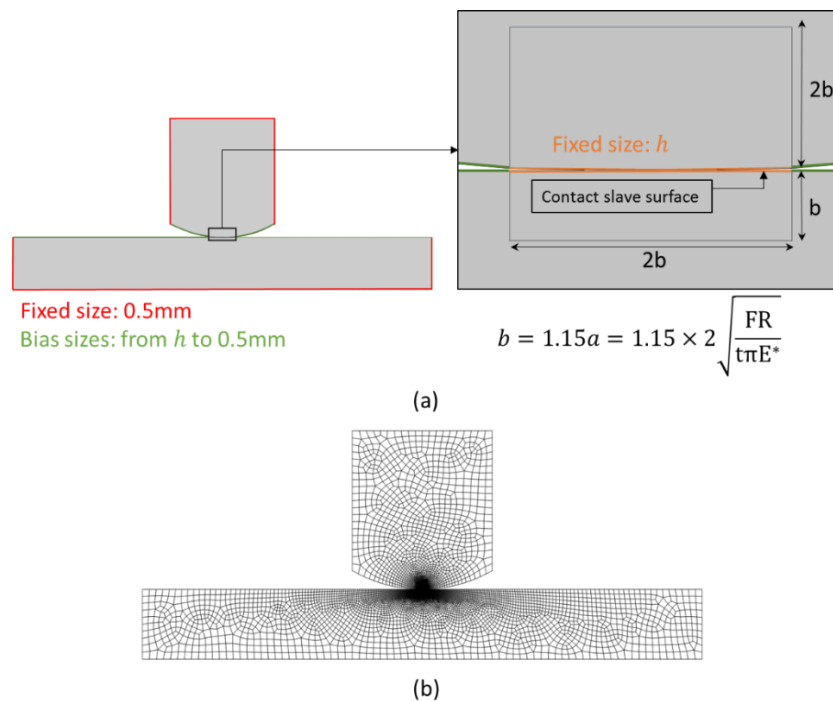 2b
Fixed size: h
Contact slave surface
b
2b
Fixed size: 0.5mm
Bias sizes: from h to 0.5mm
b = 1.15a = 1.15 × 2√(FR/tπE*)
(a)
(b)